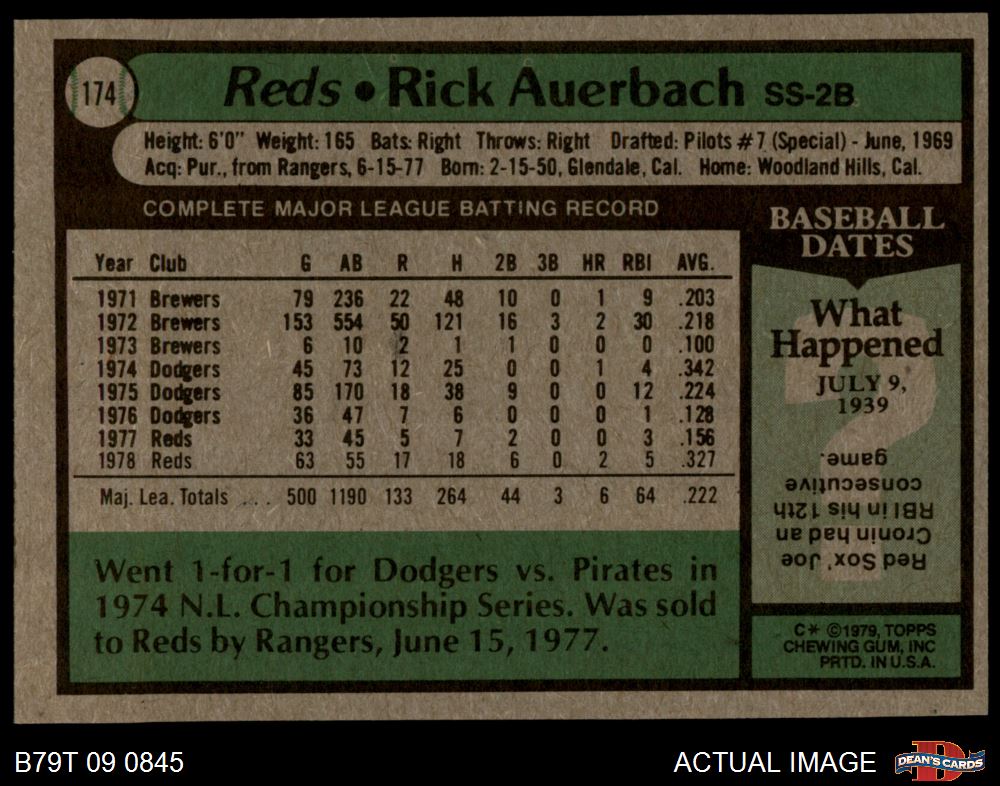 174
Reds • Rick Auerbach SS-2B
Height: 6'0" Weight: 165 Bats: Right Throws: Right Drafted: Pilots #7 (Special) - June, 1969
Acq: Pur., from Rangers, 6-15-77 Born: 2-15-50, Glendale, Cal. Home: Woodland Hills, Cal.
COMPLETE MAJOR LEAGUE BATTING RECORD
Year Club G AB R H 2B 3B HR RBI AVG.
1971 Brewers 79 236 22 48 10 0 1 9 .203
1972 Brewers 153 554 50 121 16 3 2 30 .218
1973 Brewers 6 10 2 1 1 0 0 0 .100
1974 Dodgers 45 73 12 25 0 0 1 4 .342
1975 Dodgers 85 170 18 38 9 0 0 12 .224
1976 Dodgers 36 47 7 6 0 0 0 1 .128
1977 Reds 33 45 5 7 2 0 0 3 .156
1978 Reds 63 55 17 18 6 0 2 5 .327
Maj. Lea. Totals ... 500 1190 133 264 44 3 6 64 .222
Went 1-for-1 for Dodgers vs. Pirates in
1974 N.L. Championship Series. Was sold
to Reds by Rangers, June 15, 1977.
BASEBALL
DATES
What
Happened
JULY 9,
1939
Red Sox' Joe
Cronin had an
RBI in his 12th
consecutive
game.
C* ©1979, TOPPS
CHEWING GUM, INC
PRTD. IN U.S.A.
B79T 09 0845
ACTUAL IMAGE
D
DEAN'S CARDS